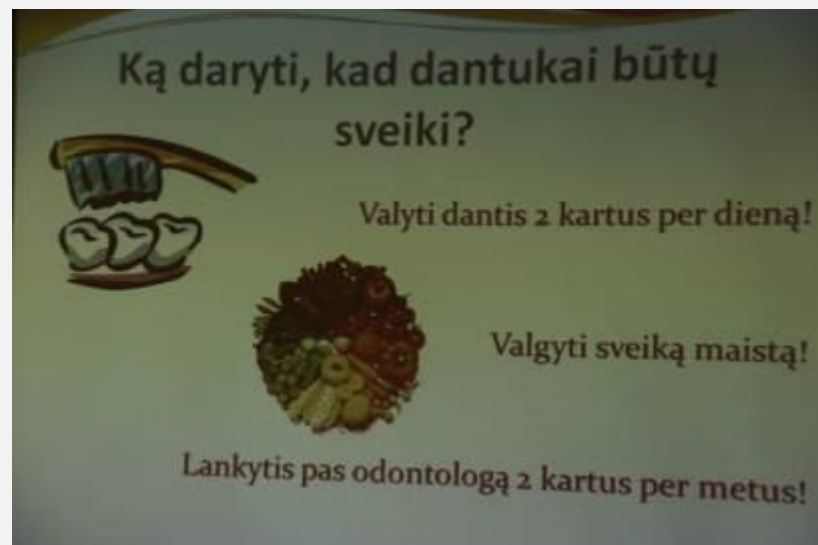 Ką daryti, kad dantukai būtų
sveiki?
Valyti dantis 2 kartus per dieną!
Valgyti sveiką maistą!
Lankytis pas odontologą 2 kartus per metus!